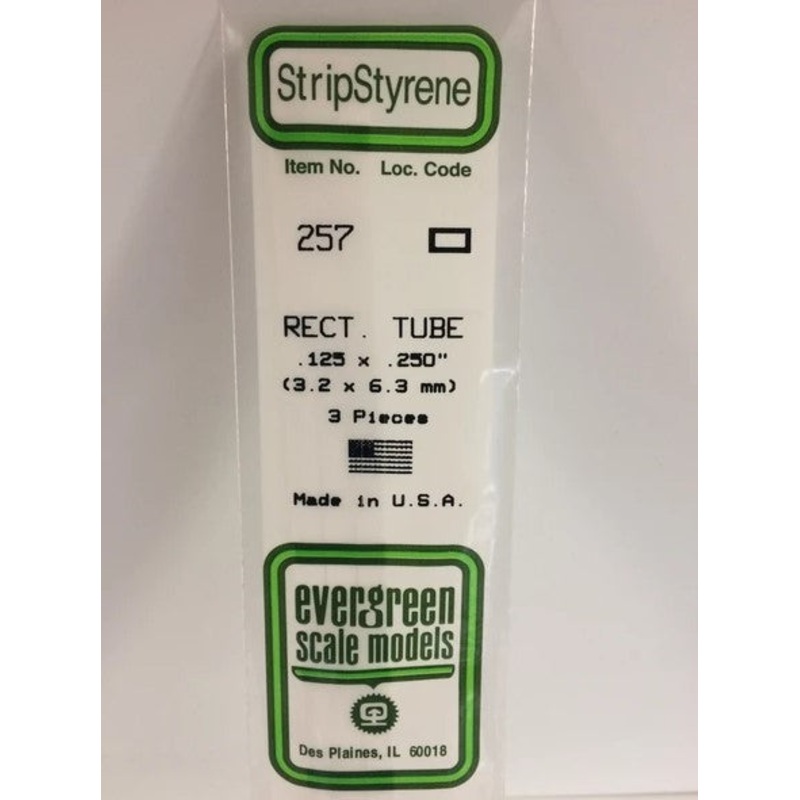 StripStyrene
Item No. Loc. Code
257
RECT. TUBE
.125 x .250"
(3.2 x 6.3 mm)
3 Pieces
Made in U.S.A.
evergreen
scale models
Des Plaines, IL 60018